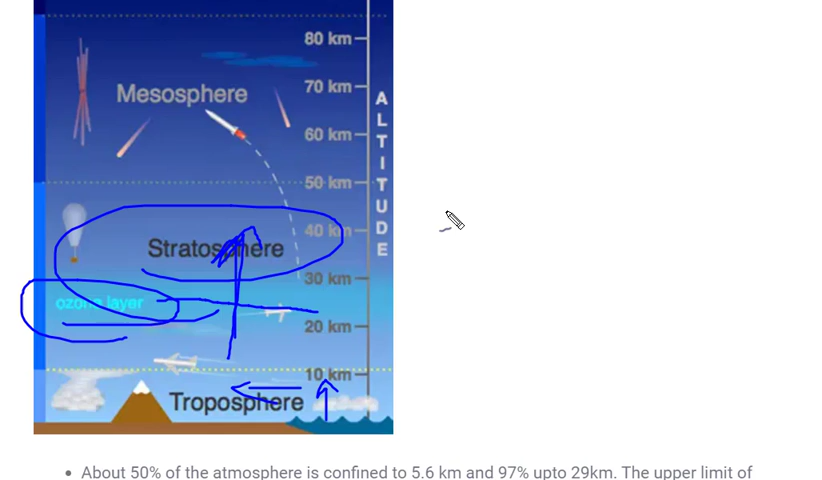 80 km
Mesosphere
70 km
60 km
50 km
ALTITUDE
40 km
Stratosphere
30 km
ozone layer
20 km
10 km
Troposphere
• About 50% of the atmosphere is confined to 5.6 km and 97% upto 29km. The upper limit of